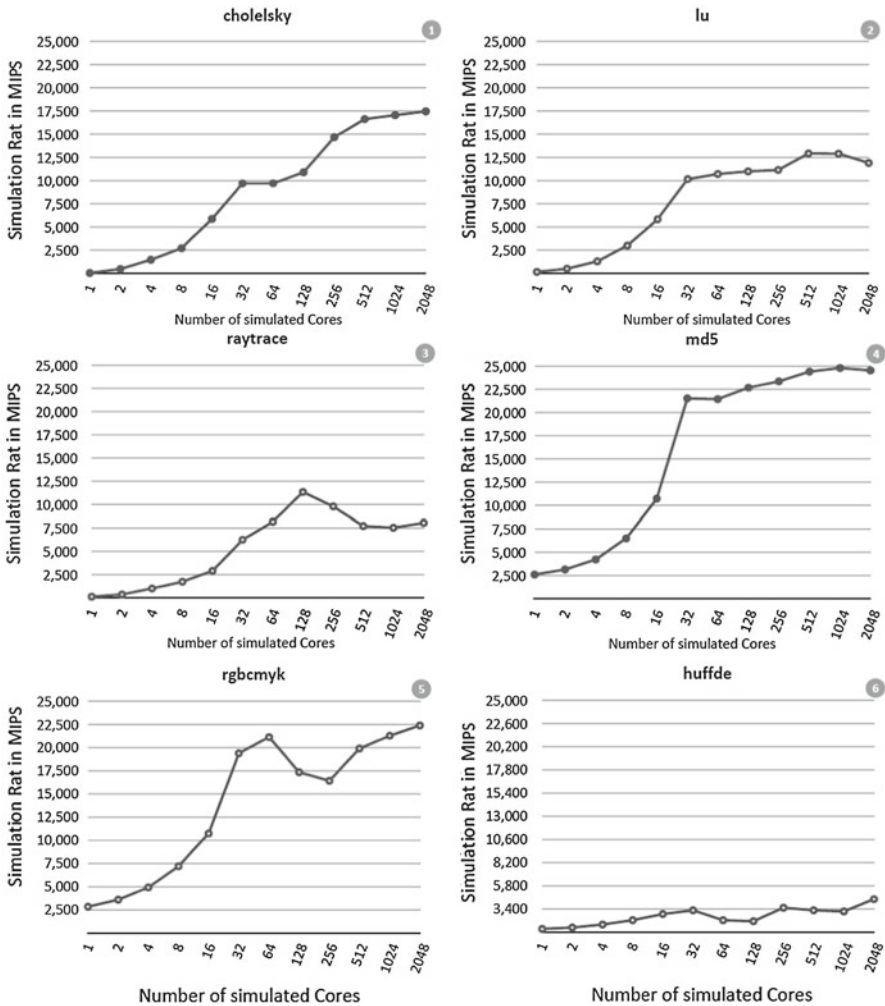 cholelsky
1
Simulation Rat in MIPS
25,000
22,500
20,000
17,500
15,000
12,500
10,000
7,500
5,000
2,500
1 2 4 8 16 32 64 128 256 512 1024 2048
Number of simulated Cores
lu
2
Simulation Rat in MIPS
25,000
22,500
20,000
17,500
15,000
12,500
10,000
7,500
5,000
2,500
1 2 4 8 16 32 64 128 256 512 1024 2048
Number of simulated Cores
raytrace
3
Simulation Rat in MIPS
25,000
22,500
20,000
17,500
15,000
12,500
10,000
7,500
5,000
2,500
1 2 4 8 16 32 64 128 256 512 1024 2048
Number of simulated Cores
md5
4
Simulation Rat in MIPS
25,000
22,500
20,000
17,500
15,000
12,500
10,000
7,500
5,000
2,500
1 2 4 8 16 32 64 128 256 512 1024 2048
Number of simulated Cores
rgbcmyk
5
Simulation Rat in MIPS
25,000
22,500
20,000
17,500
15,000
12,500
10,000
7,500
5,000
2,500
1 2 4 8 16 32 64 128 256 512 1024 2048
Number of simulated Cores
huffde
6
Simulation Rat in MIPS
25,000
22,600
20,200
17,800
15,400
13,000
10,600
8,200
5,800
3,400
1 2 4 8 16 32 64 128 256 512 1024 2048
Number of simulated Cores